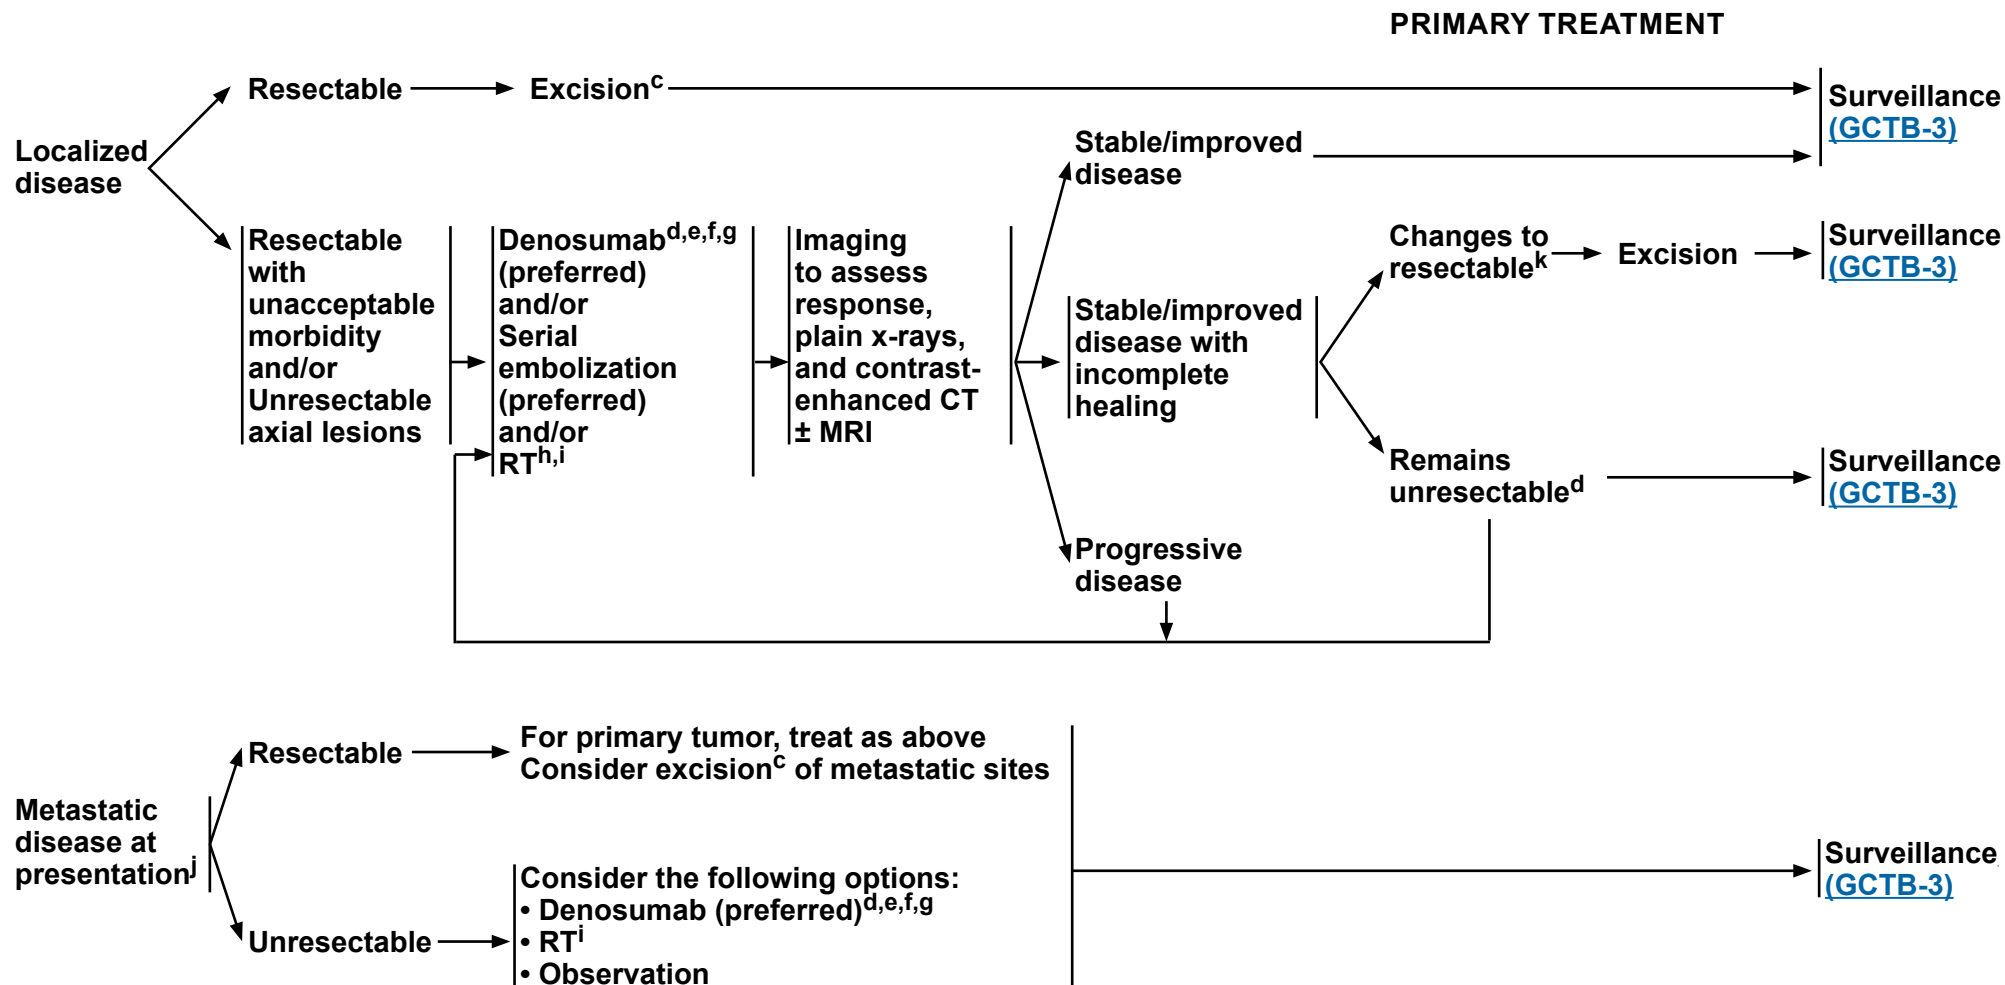 PRIMARY TREATMENT
Localized
disease
Resectable
Excisionᶜ
Surveillance
(GCTB-3)
Resectable
with
unacceptable
morbidity
and/or
Unresectable
axial lesions
Denosumabᵈ,ᵉ,ᶠ,ᵍ
(preferred)
and/or
Serial
embolization
(preferred)
and/or
RTʰ,ⁱ
Imaging
to assess
response,
plain x-rays,
and contrast-
enhanced CT
± MRI
Stable/improved
disease
Stable/improved
disease with
incomplete
healing
Changes to
resectableᵏ
Excision
Surveillance
(GCTB-3)
Remains
unresectableᵈ
Surveillance
(GCTB-3)
Progressive
disease
Metastatic
disease at
presentationʲ
Resectable
For primary tumor, treat as above
Consider excisionᶜ of metastatic sites
Unresectable
Consider the following options:
• Denosumab (preferred)ᵈ,ᵉ,ᶠ,ᵍ
• RTⁱ
• Observation
Surveillance
(GCTB-3)